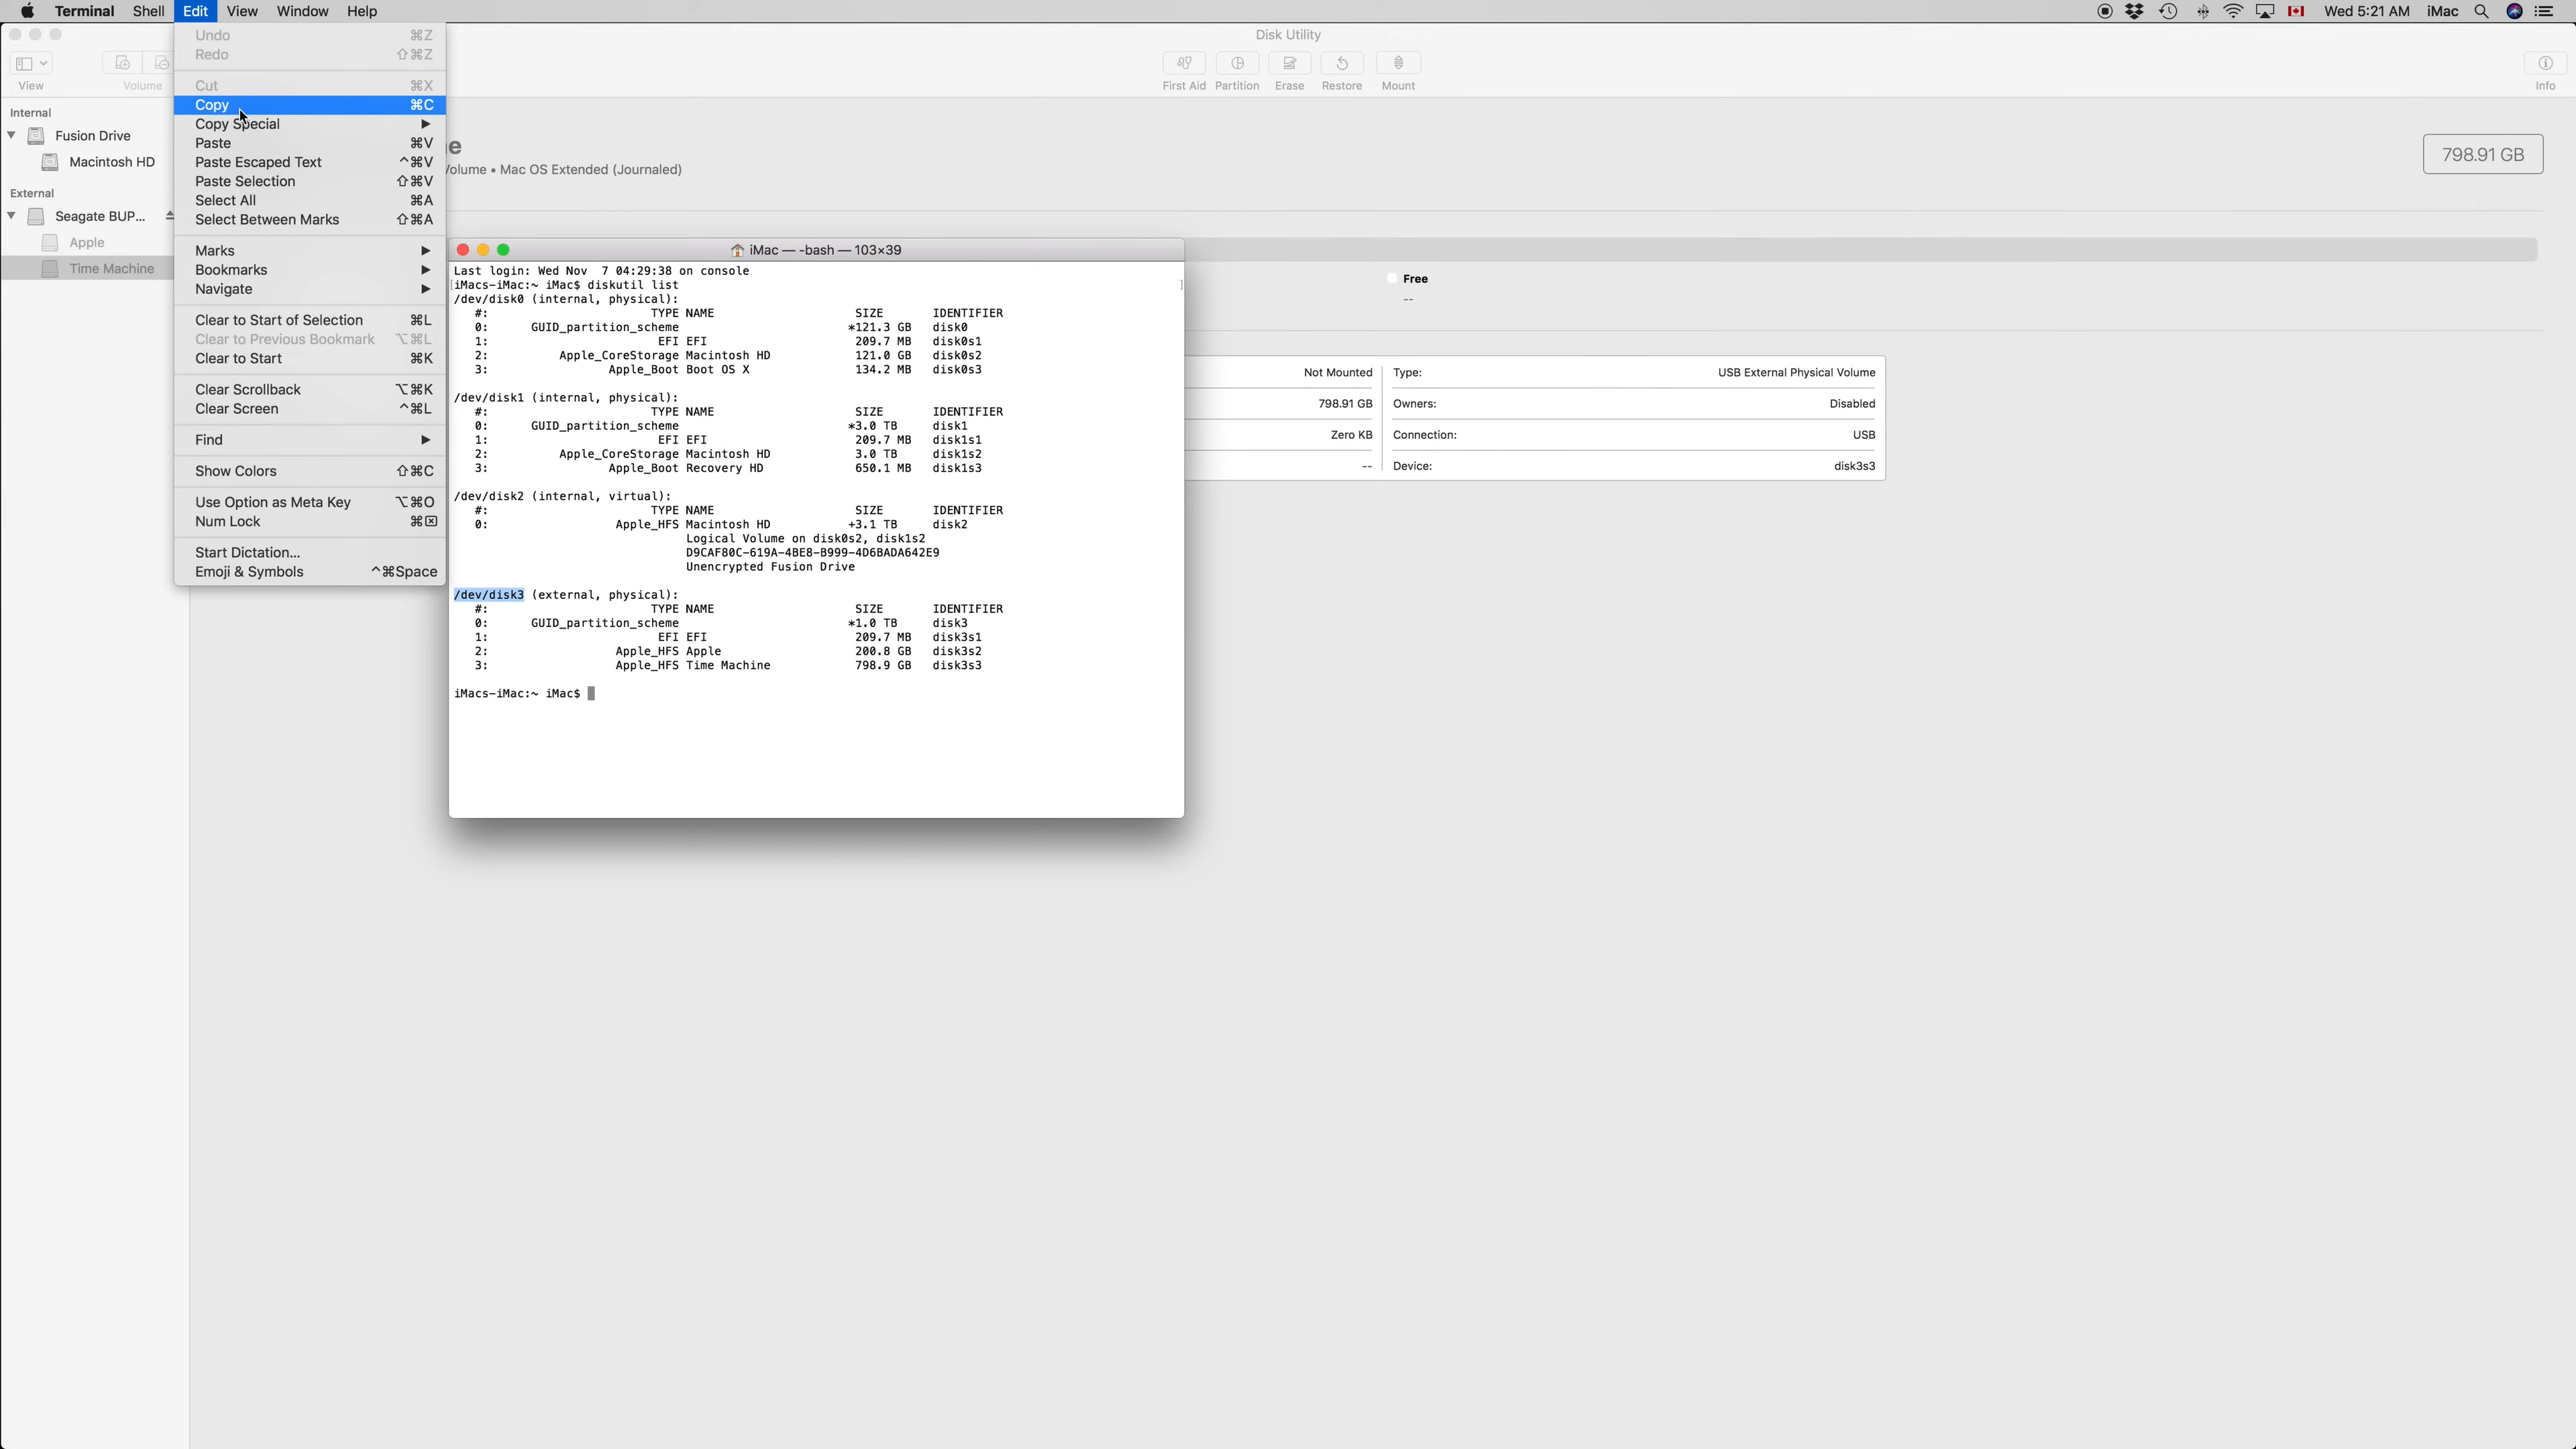 Terminal Shell Edit View Window Help Wed 5:21 AM iMac
Disk Utility
View Volume First Aid Partition Erase Restore Mount Info
Internal
Fusion Drive
Macintosh HD
External
Seagate BUP...
Apple
Time Machine
Undo ⌘Z
Redo ⇧⌘Z
Cut ⌘X
Copy ⌘C
Copy Special ▶
Paste ⌘V
Paste Escaped Text ^⌘V
Paste Selection ⇧⌘V
Select All ⌘A
Select Between Marks ⇧⌘A
Marks ▶
Bookmarks ▶
Navigate ▶
Clear to Start of Selection ⌘L
Clear to Previous Bookmark ⌥⌘L
Clear to Start ⌘K
Clear Scrollback ⌥⌘K
Clear Screen ^⌘L
Find ▶
Show Colors ⇧⌘C
Use Option as Meta Key ⌥⌘O
Num Lock ⌘⌧
Start Dictation...
Emoji & Symbols ^⌘Space
e
Volume • Mac OS Extended (Journaled)
798.91 GB
Free
--
Not Mounted Type: USB External Physical Volume
798.91 GB Owners: Disabled
Zero KB Connection: USB
-- Device: disk3s3
iMac — -bash — 103×39
Last login: Wed Nov  7 04:29:38 on console
[iMacs-iMac:~ iMac$ diskutil list ]
/dev/disk0 (internal, physical):
#: TYPE NAME SIZE IDENTIFIER
0: GUID_partition_scheme *121.3 GB disk0
1: EFI EFI 209.7 MB disk0s1
2: Apple_CoreStorage Macintosh HD 121.0 GB disk0s2
3: Apple_Boot Boot OS X 134.2 MB disk0s3
/dev/disk1 (internal, physical):
#: TYPE NAME SIZE IDENTIFIER
0: GUID_partition_scheme *3.0 TB disk1
1: EFI EFI 209.7 MB disk1s1
2: Apple_CoreStorage Macintosh HD 3.0 TB disk1s2
3: Apple_Boot Recovery HD 650.1 MB disk1s3
/dev/disk2 (internal, virtual):
#: TYPE NAME SIZE IDENTIFIER
0: Apple_HFS Macintosh HD +3.1 TB disk2
Logical Volume on disk0s2, disk1s2
D9CAF80C-619A-4BE8-B999-4D6BADA642E9
Unencrypted Fusion Drive
/dev/disk3 (external, physical):
#: TYPE NAME SIZE IDENTIFIER
0: GUID_partition_scheme *1.0 TB disk3
1: EFI EFI 209.7 MB disk3s1
2: Apple_HFS Apple 200.8 GB disk3s2
3: Apple_HFS Time Machine 798.9 GB disk3s3
iMacs-iMac:~ iMac$